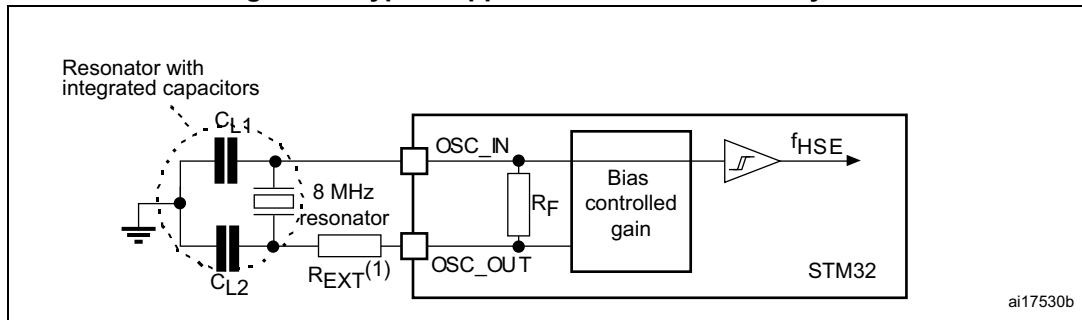 Resonator with
integrated capacitors
CL1
OSC_IN
fHSE
8 MHz
resonator
RF
Bias
controlled
gain
REXT(1)
OSC_OUT
STM32
CL2
ai17530b